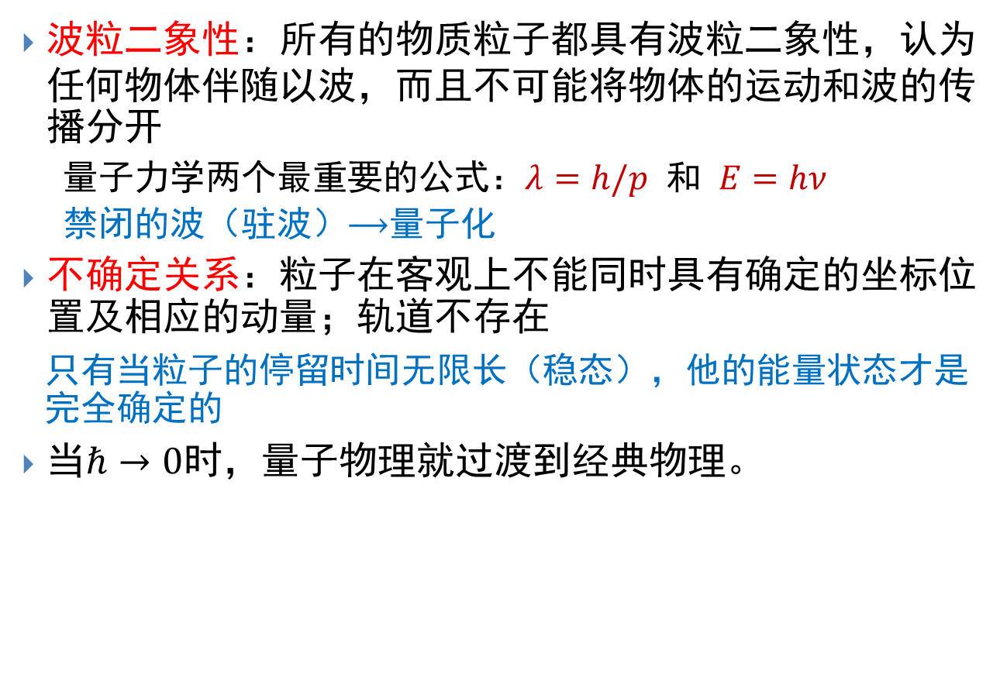 波粒二象性：所有的物质粒子都具有波粒二象性，认为
任何物体伴随以波，而且不可能将物体的运动和波的传
播分开
量子力学两个最重要的公式：λ = h/p 和 E = hν
禁闭的波（驻波）⟶量子化
不确定关系：粒子在客观上不能同时具有确定的坐标位
置及相应的动量；轨道不存在
只有当粒子的停留时间无限长（稳态），他的能量状态才是
完全确定的
当ℏ → 0时，量子物理就过渡到经典物理。